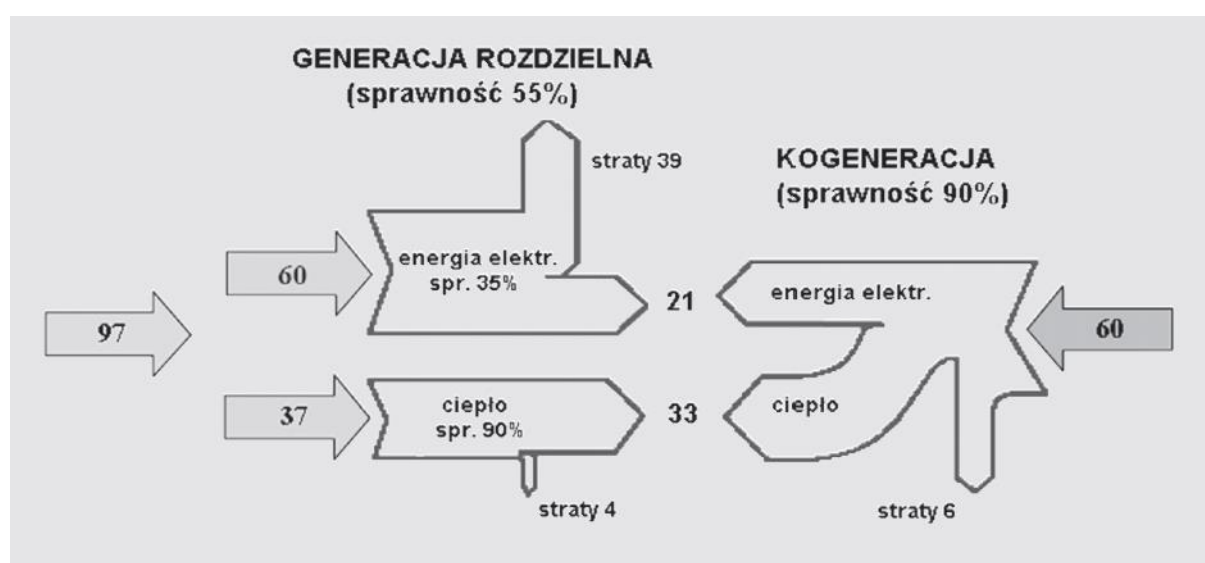 GENERACJA ROZDZIELNA
(sprawność 55%)
straty 39
KOGENERACJA
(sprawność 90%)
energia elektr.
spr. 35%
60
97
21
energia elektr.
60
37
ciepło
spr. 90%
33
ciepło
straty 4
straty 6